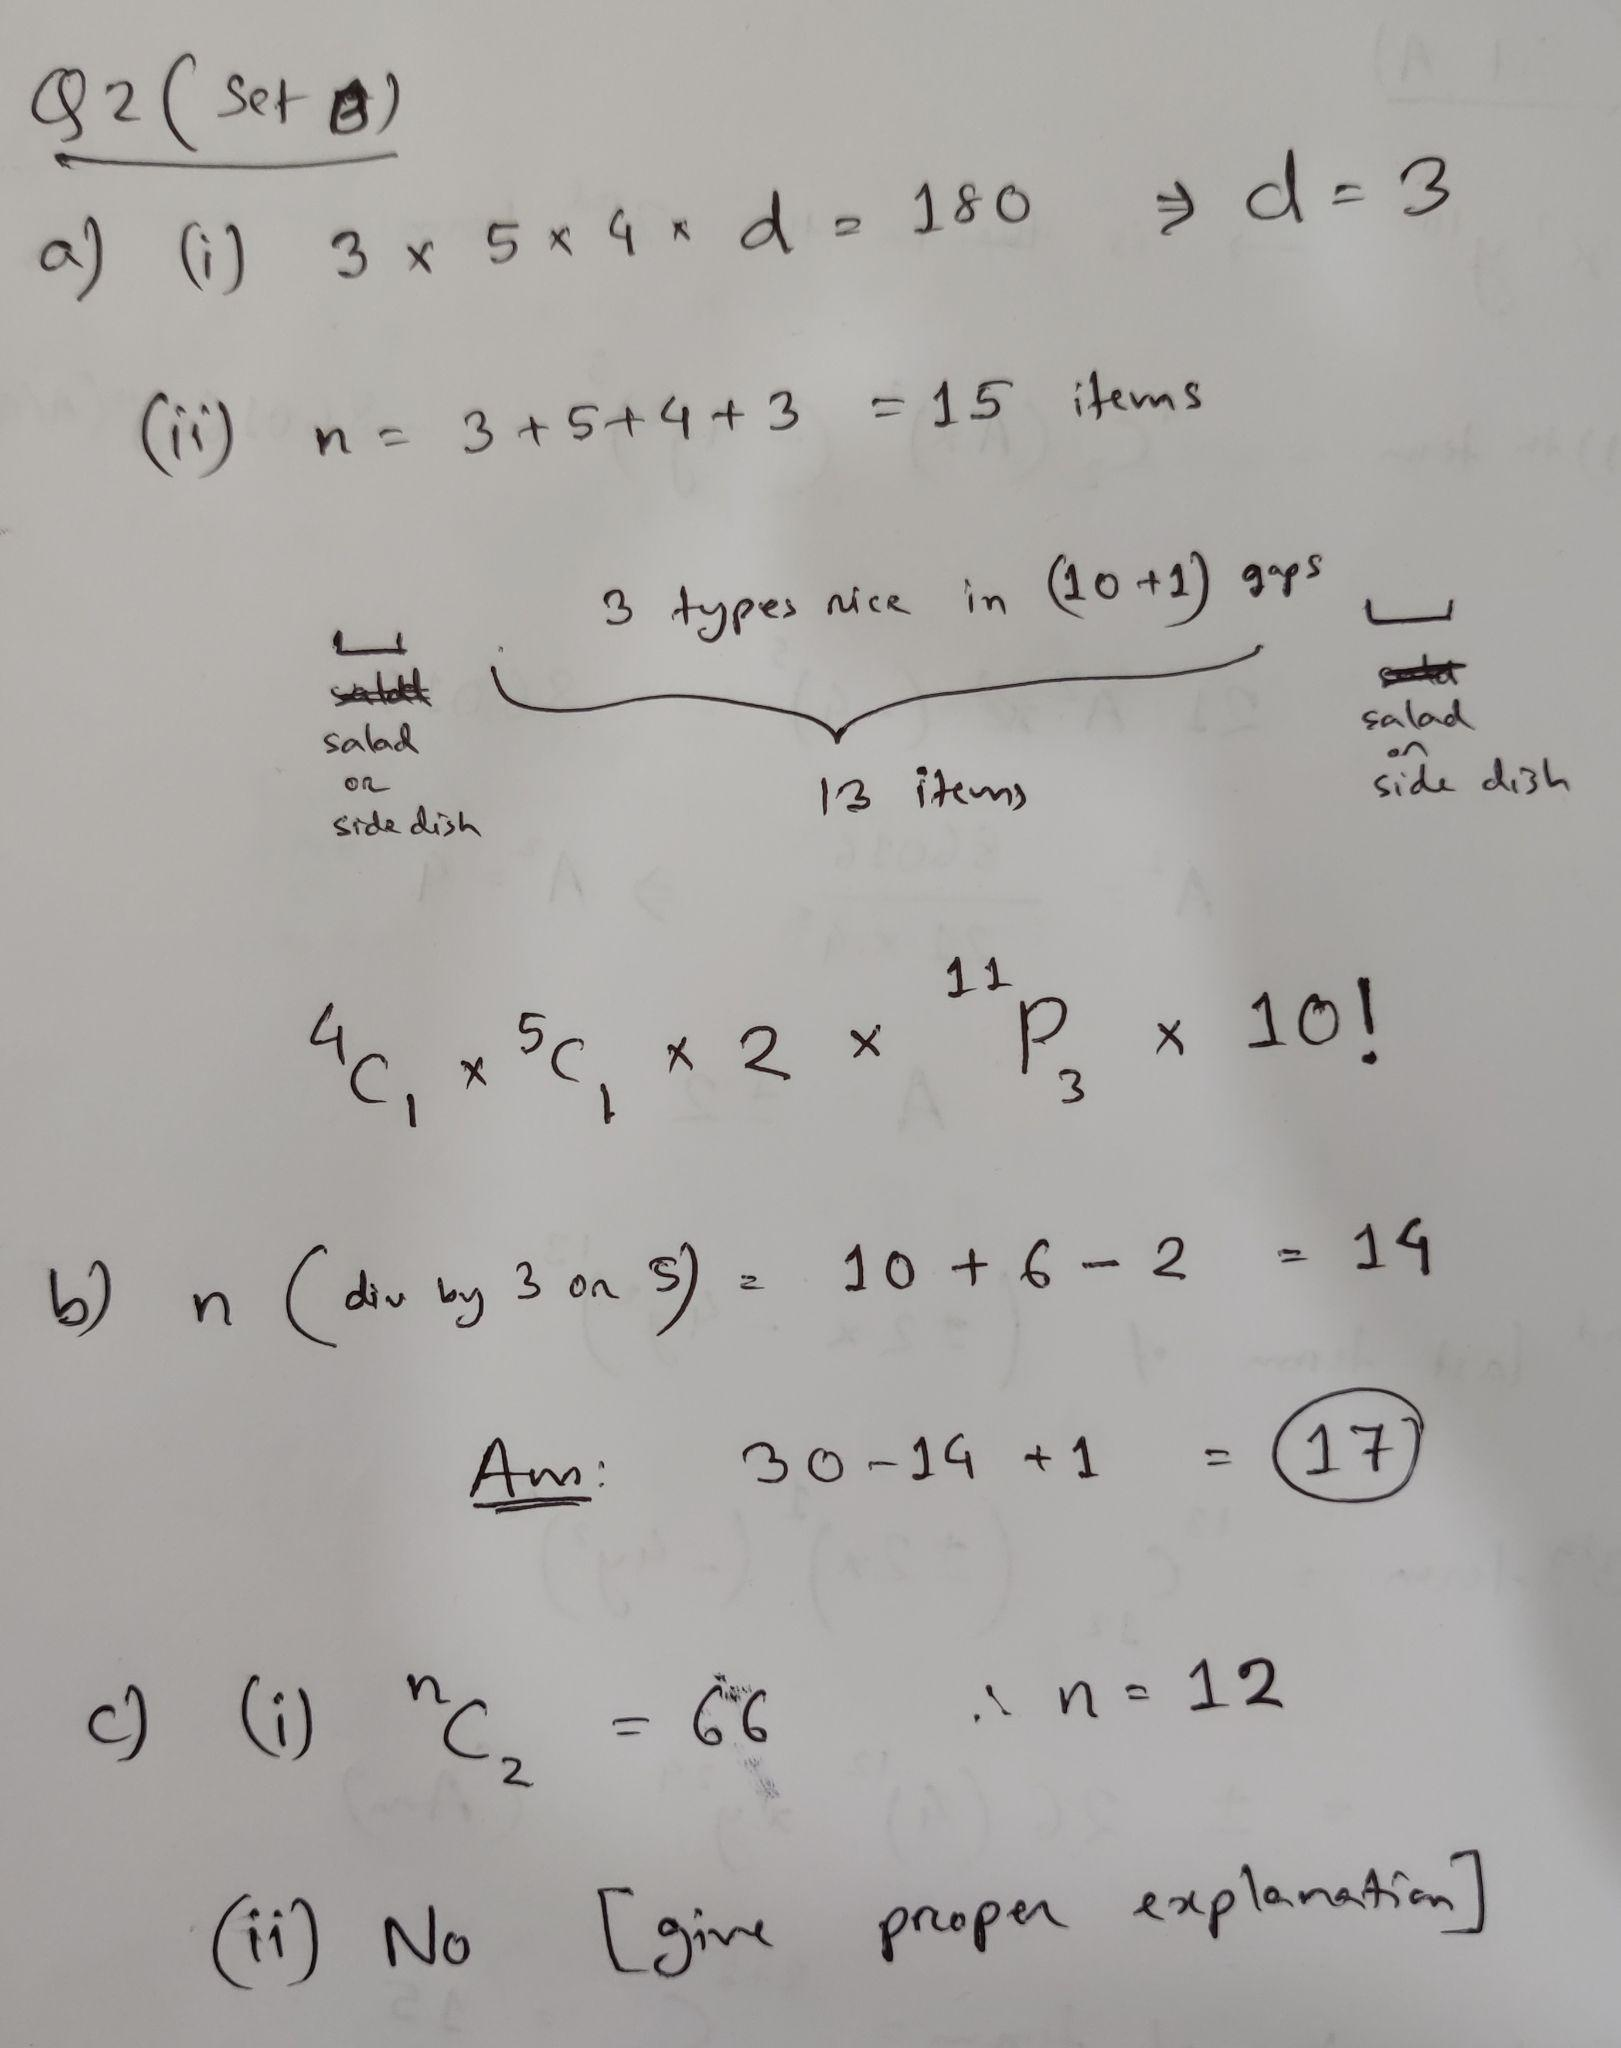 Q2 (Set B)
a) (i) 3 × 5 × 4 × d = 180 ⇒ d = 3
(ii) n = 3 + 5 + 4 + 3 = 15 items
3 types rice in (10 + 1) gaps
salad or side dish
13 items
salad or side dish
⁴C₁ × ⁵C₁ × 2 × ¹¹P₃ × 10!
b) n (div by 3 or 5) = 10 + 6 - 2 = 14
Ans: 30 - 14 + 1 = 17
c) (i) ⁿC₂ = 66 ∴ n = 12
(ii) No [give proper explanation]